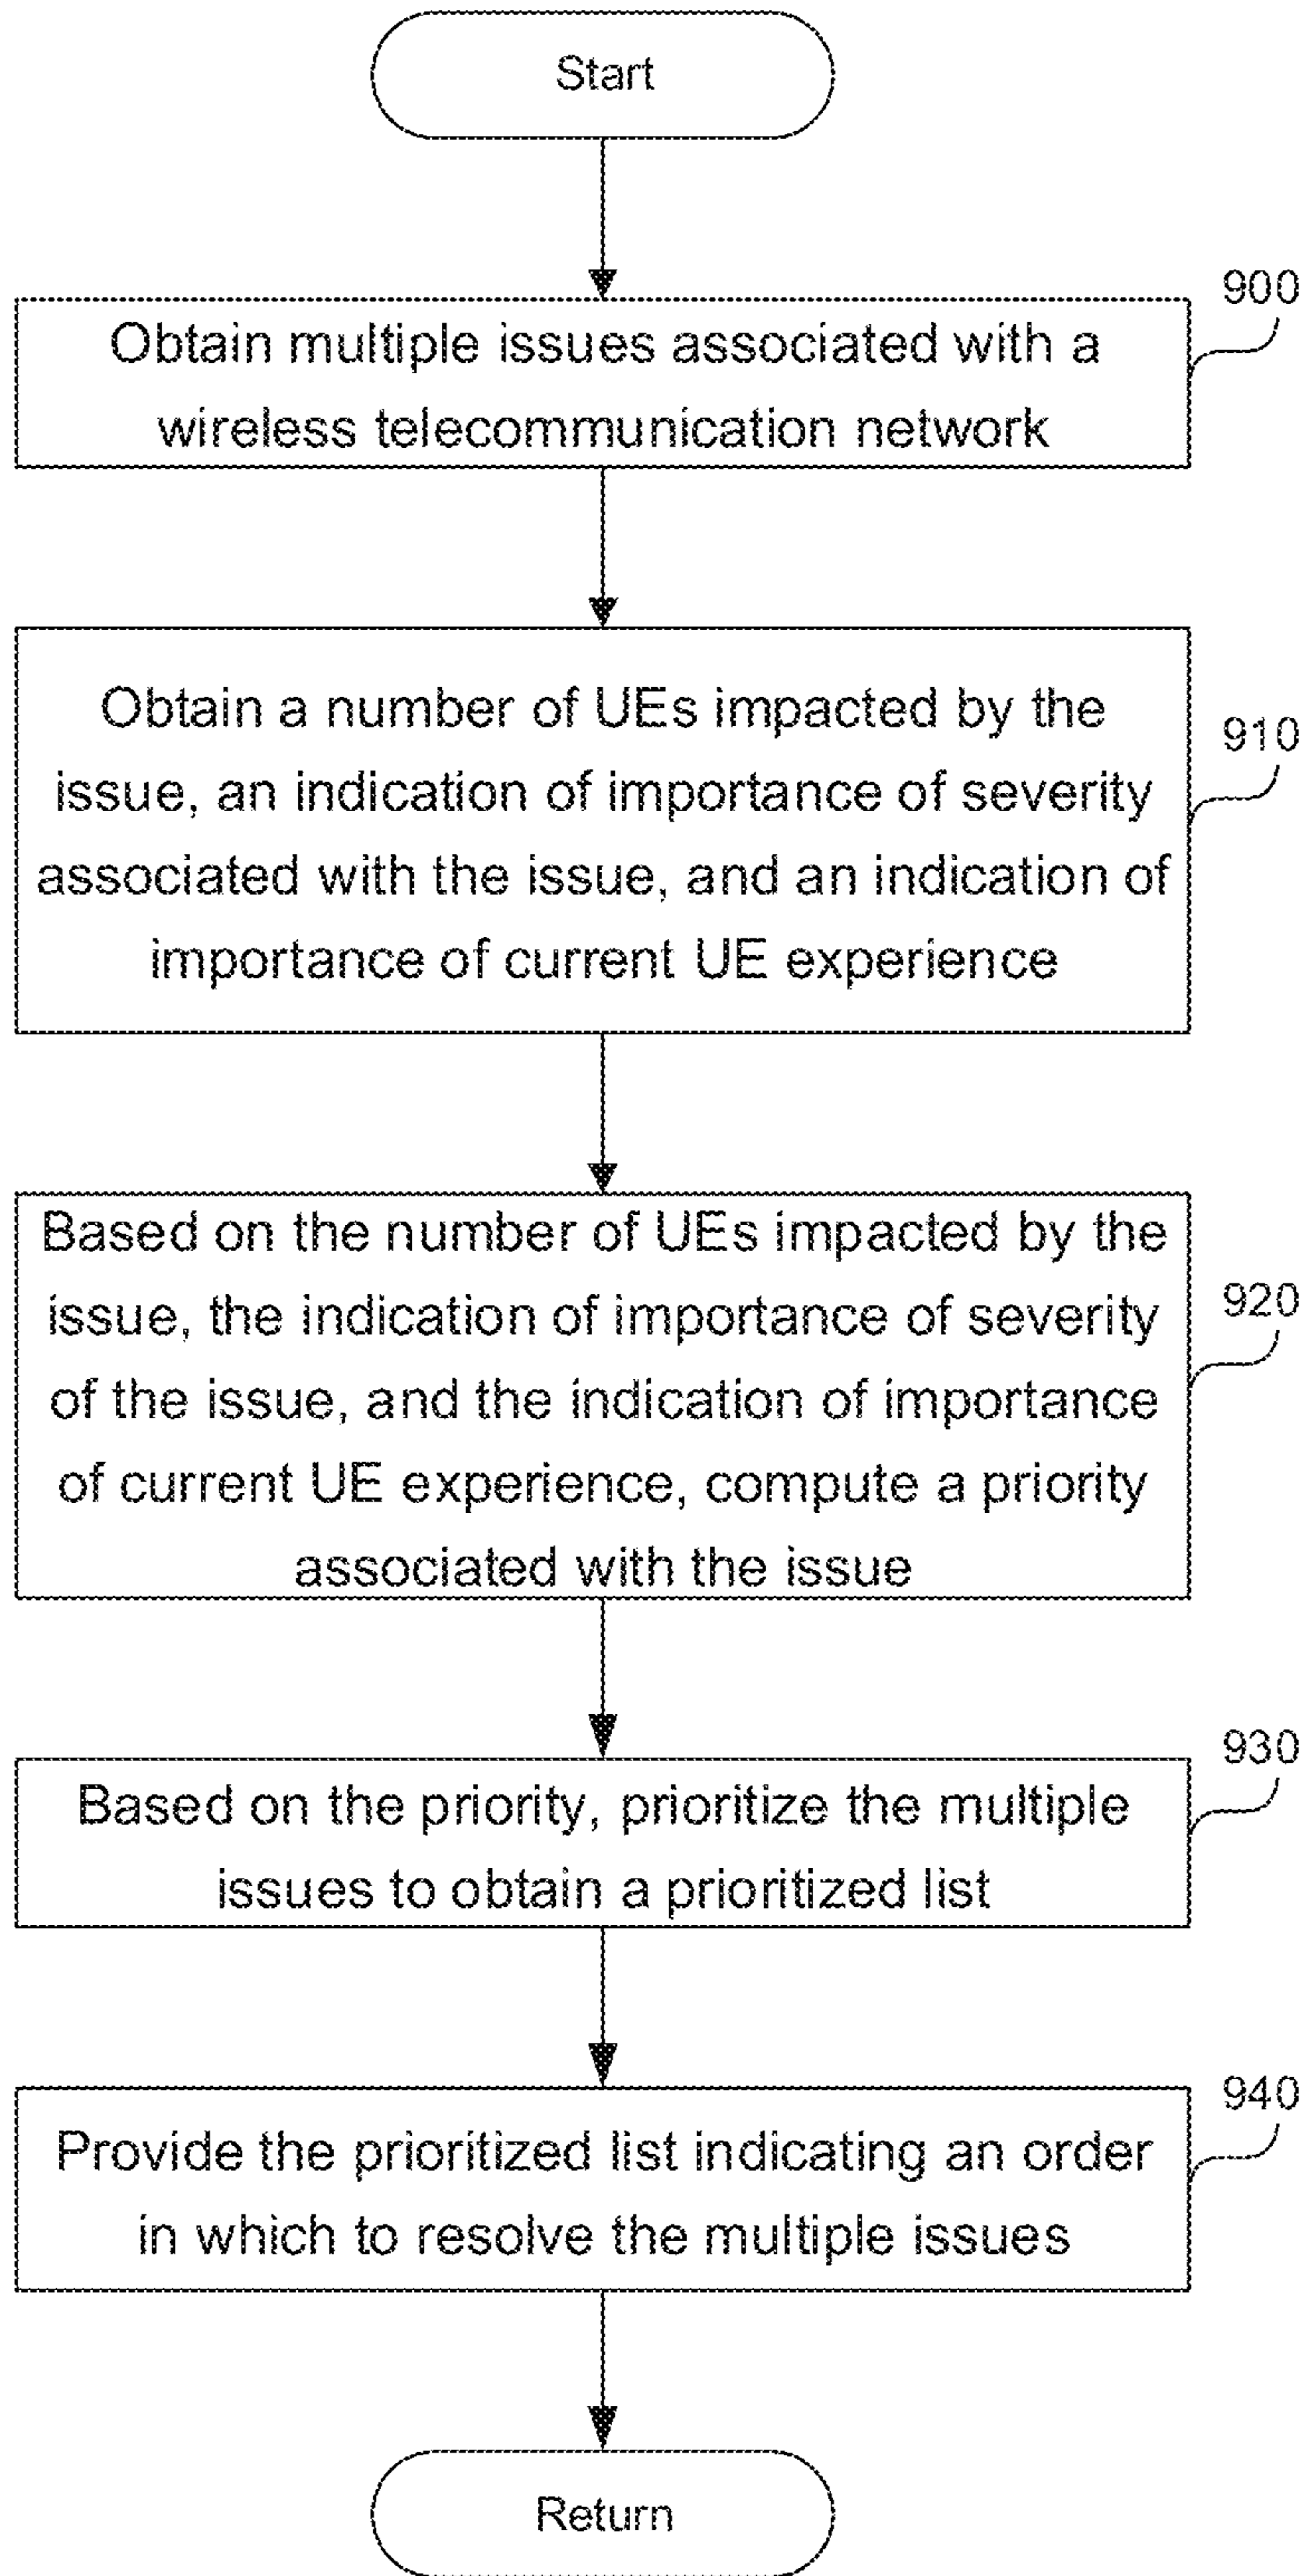 Start
900
Obtain multiple issues associated with a
wireless telecommunication network
Obtain a number of UEs impacted by the
issue, an indication of importance of severity
associated with the issue, and an indication of
importance of current UE experience
910
Based on the number of UEs impacted by the
issue, the indication of importance of severity
of the issue, and the indication of importance
of current UE experience, compute a priority
associated with the issue
920
930
Based on the priority, prioritize the multiple
issues to obtain a prioritized list
940
Provide the prioritized list indicating an order
in which to resolve the multiple issues
Return